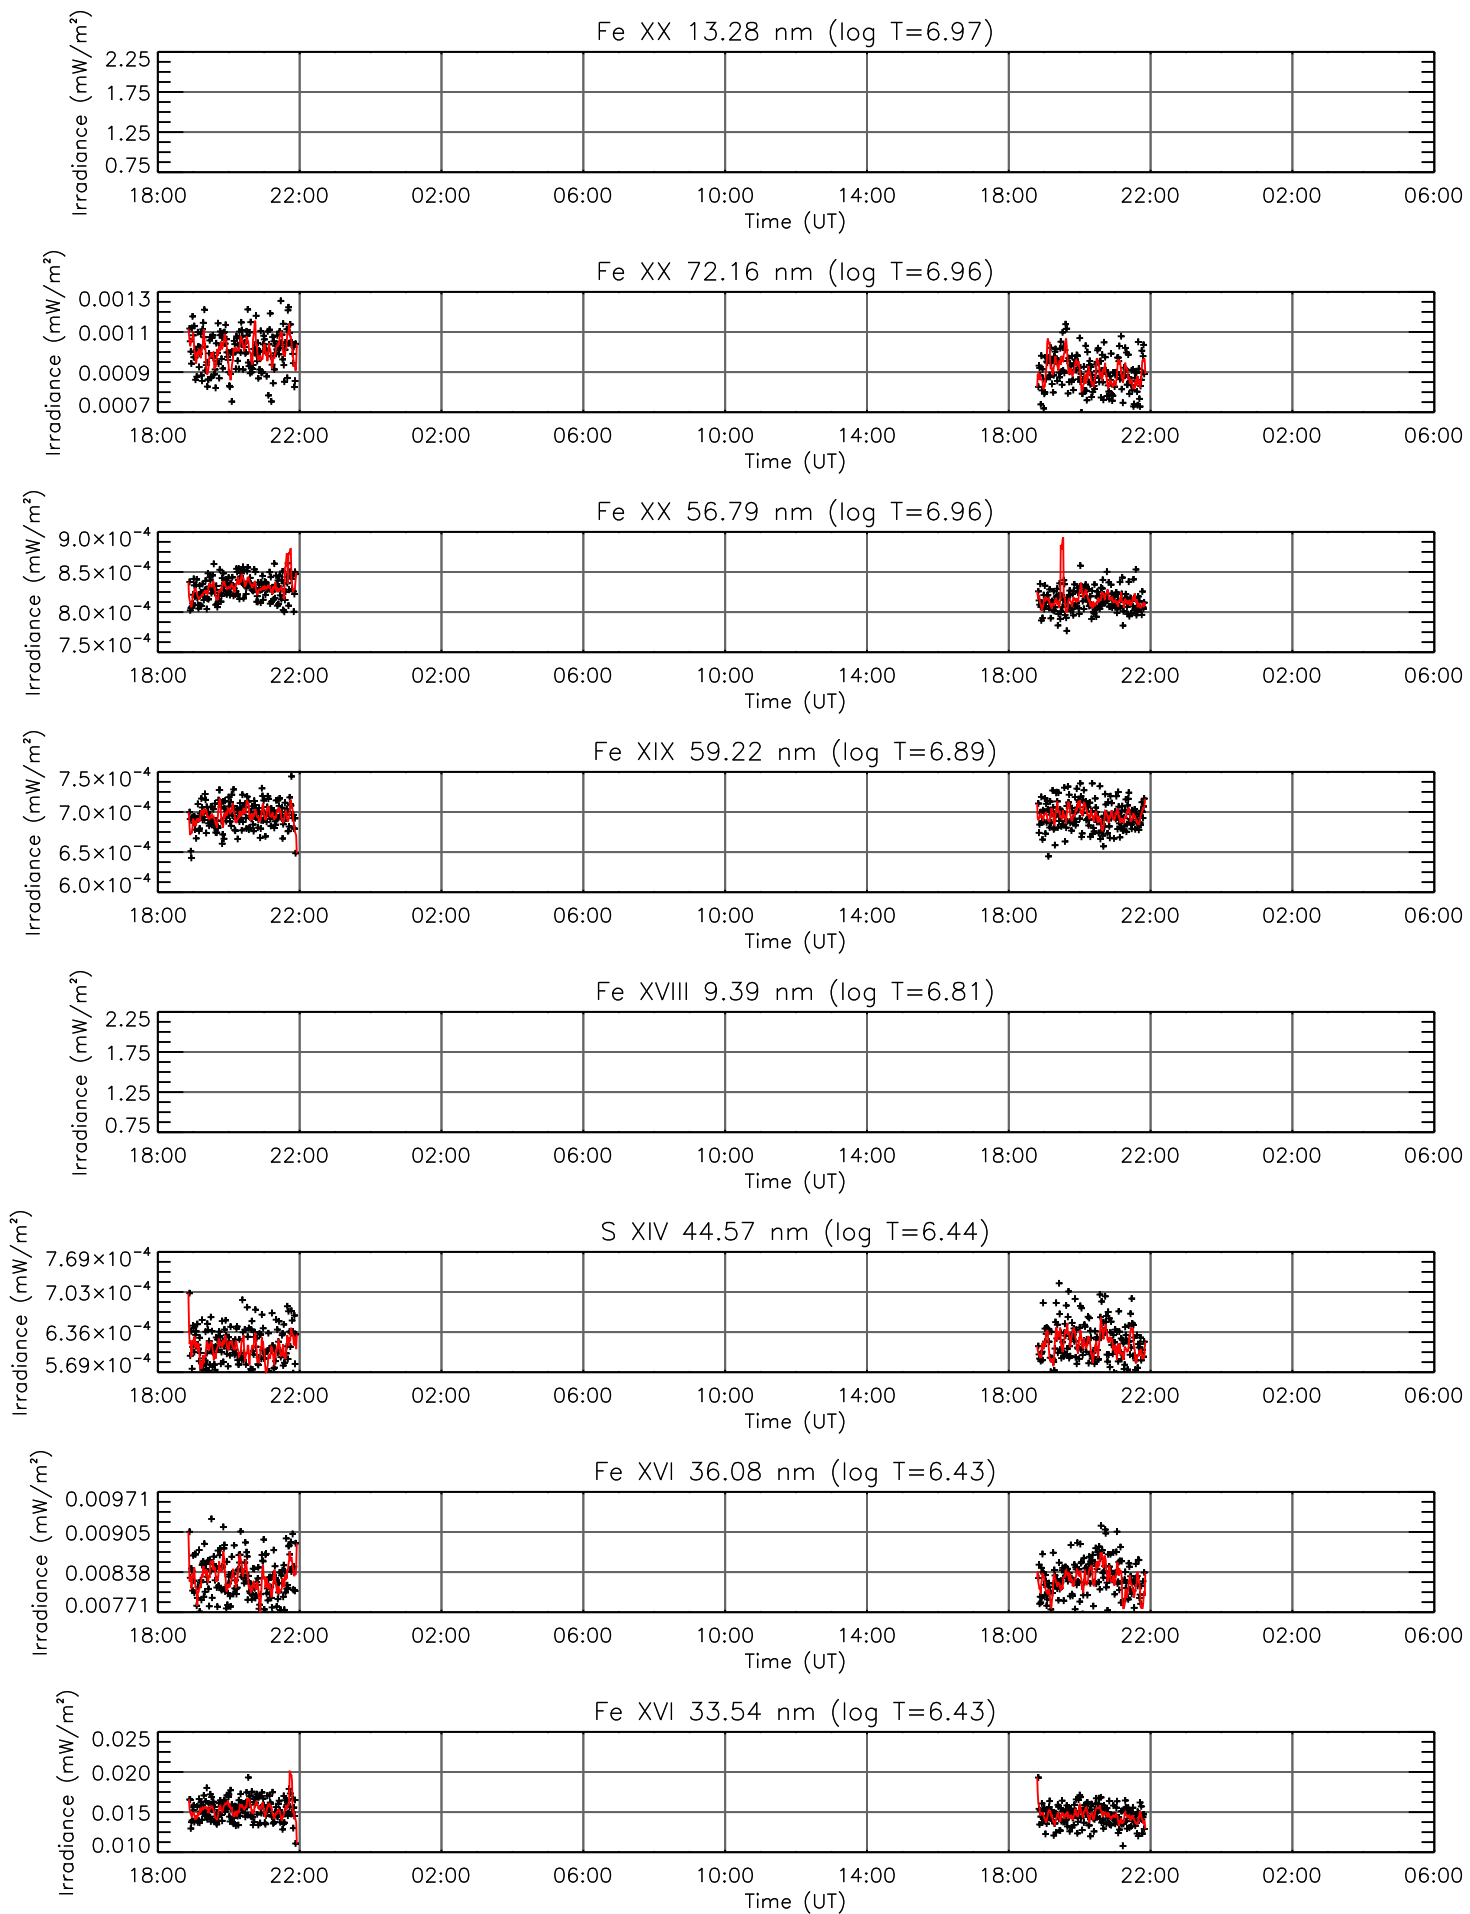 Fe XX 13.28 nm (log T=6.97)
Irradiance (mW/m²)
2.25
1.75
1.25
0.75
18:00 22:00 02:00 06:00 10:00 14:00 18:00 22:00 02:00 06:00
Time (UT)
Fe XX 72.16 nm (log T=6.96)
Irradiance (mW/m²)
0.0013
0.0011
0.0009
0.0007
18:00 22:00 02:00 06:00 10:00 14:00 18:00 22:00 02:00 06:00
Time (UT)
Fe XX 56.79 nm (log T=6.96)
Irradiance (mW/m²)
9.0×10⁻⁴
8.5×10⁻⁴
8.0×10⁻⁴
7.5×10⁻⁴
18:00 22:00 02:00 06:00 10:00 14:00 18:00 22:00 02:00 06:00
Time (UT)
Fe XIX 59.22 nm (log T=6.89)
Irradiance (mW/m²)
7.5×10⁻⁴
7.0×10⁻⁴
6.5×10⁻⁴
6.0×10⁻⁴
18:00 22:00 02:00 06:00 10:00 14:00 18:00 22:00 02:00 06:00
Time (UT)
Fe XVIII 9.39 nm (log T=6.81)
Irradiance (mW/m²)
2.25
1.75
1.25
0.75
18:00 22:00 02:00 06:00 10:00 14:00 18:00 22:00 02:00 06:00
Time (UT)
S XIV 44.57 nm (log T=6.44)
Irradiance (mW/m²)
7.69×10⁻⁴
7.03×10⁻⁴
6.36×10⁻⁴
5.69×10⁻⁴
18:00 22:00 02:00 06:00 10:00 14:00 18:00 22:00 02:00 06:00
Time (UT)
Fe XVI 36.08 nm (log T=6.43)
Irradiance (mW/m²)
0.00971
0.00905
0.00838
0.00771
18:00 22:00 02:00 06:00 10:00 14:00 18:00 22:00 02:00 06:00
Time (UT)
Fe XVI 33.54 nm (log T=6.43)
Irradiance (mW/m²)
0.025
0.020
0.015
0.010
18:00 22:00 02:00 06:00 10:00 14:00 18:00 22:00 02:00 06:00
Time (UT)